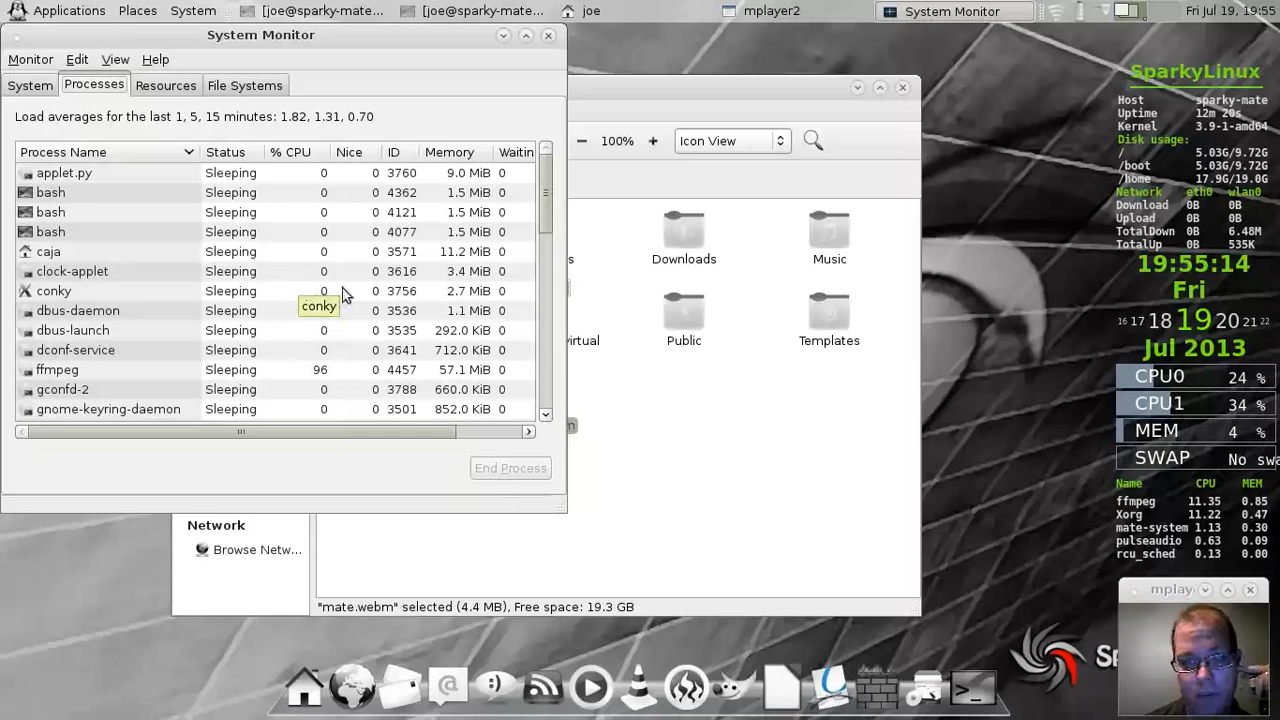 Applications Places System [joe@sparky-mate... [joe@sparky-mate... joe mplayer2 System Monitor Fri Jul 19, 19:55
System Monitor
Monitor Edit View Help
System Processes Resources File Systems
Load averages for the last 1, 5, 15 minutes: 1.82, 1.31, 0.70
Process Name Status % CPU Nice ID Memory Waitin
applet.py Sleeping 0 0 3760 9.0 MiB 0
bash Sleeping 0 0 4362 1.5 MiB 0
bash Sleeping 0 0 4121 1.5 MiB 0
bash Sleeping 0 0 4077 1.5 MiB 0
caja Sleeping 0 0 3571 11.2 MiB 0
clock-applet Sleeping 0 0 3616 3.4 MiB 0
conky Sleeping 0 0 3756 2.7 MiB 0
conky
dbus-daemon Sleeping 0 0 3536 1.1 MiB 0
dbus-launch Sleeping 0 0 3535 292.0 KiB 0
dconf-service Sleeping 0 0 3641 712.0 KiB 0
ffmpeg Sleeping 96 0 4457 57.1 MiB 0
gconfd-2 Sleeping 0 0 3788 660.0 KiB 0
gnome-keyring-daemon Sleeping 0 0 3501 852.0 KiB 0
End Process
100% Icon View
s Downloads Music
irtual Public Templates
Network
Browse Netw...
"mate.webm" selected (4.4 MB), Free space: 19.3 GB
SparkyLinux
Host sparky-mate
Uptime 12m 20s
Kernel 3.9-1-amd64
Disk usage:
/ 5.03G/9.72G
/boot 5.03G/9.72G
/home 17.9G/19.0G
Network eth0 wlan0
Download 0B 0B
Upload 0B 0B
TotalDown 0B 6.48M
TotalUp 0B 535K
19:55:14
Fri
16 17 18 19 20 21 22
Jul 2013
CPU0 24 %
CPU1 34 %
MEM 4 %
SWAP No swa
Name CPU MEM
ffmpeg 11.35 0.85
Xorg 11.22 0.47
mate-system 1.13 0.30
pulseaudio 0.63 0.09
rcu_sched 0.13 0.00
mplay